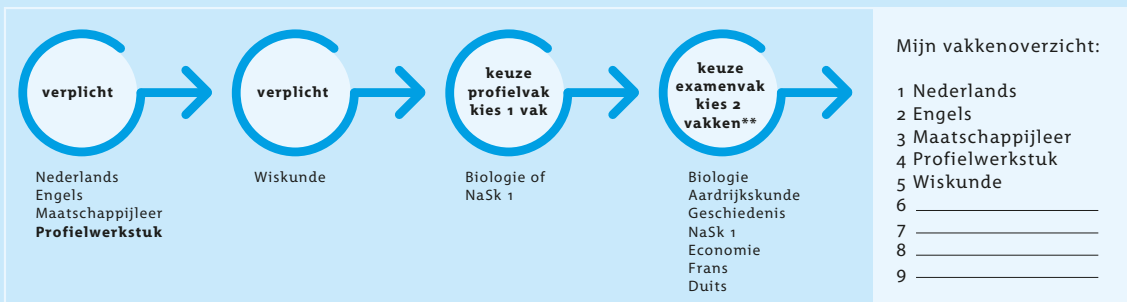 verplicht
Nederlands
Engels
Maatschappijleer
Profielwerkstuk
verplicht
Wiskunde
keuze
profielvak
kies 1 vak
Biologie of
NaSk 1
keuze
examenvak
kies 2
vakken**
Biologie
Aardrijkskunde
Geschiedenis
NaSk 1
Economie
Frans
Duits
Mijn vakkenoverzicht:
1 Nederlands
2 Engels
3 Maatschappijleer
4 Profielwerkstuk
5 Wiskunde
6
7
8
9